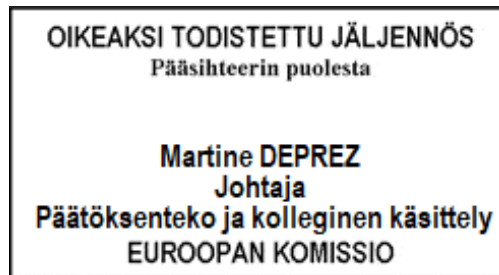 OIKEAKSI TODISTETTU JÄLJENNÖS
Pääsihteerin puolesta
Martine DEPREZ
Johtaja
Päätöksenteko ja kolleginen käsittely
EUROOPAN KOMISSIO